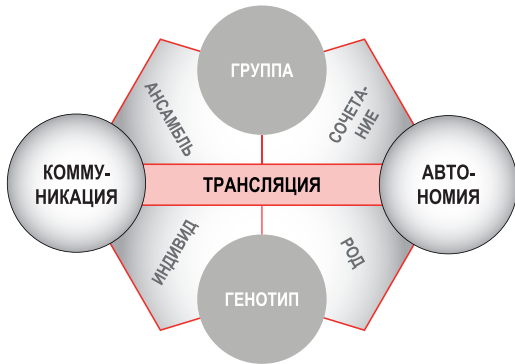 ГРУППА
АНСАМБЛЬ
СОЧЕТА-
НИЕ
КОММУ-
НИКАЦИЯ
ТРАНСЛЯЦИЯ
АВТО-
НОМИЯ
ИНДИВИД
РОД
ГЕНОТИП